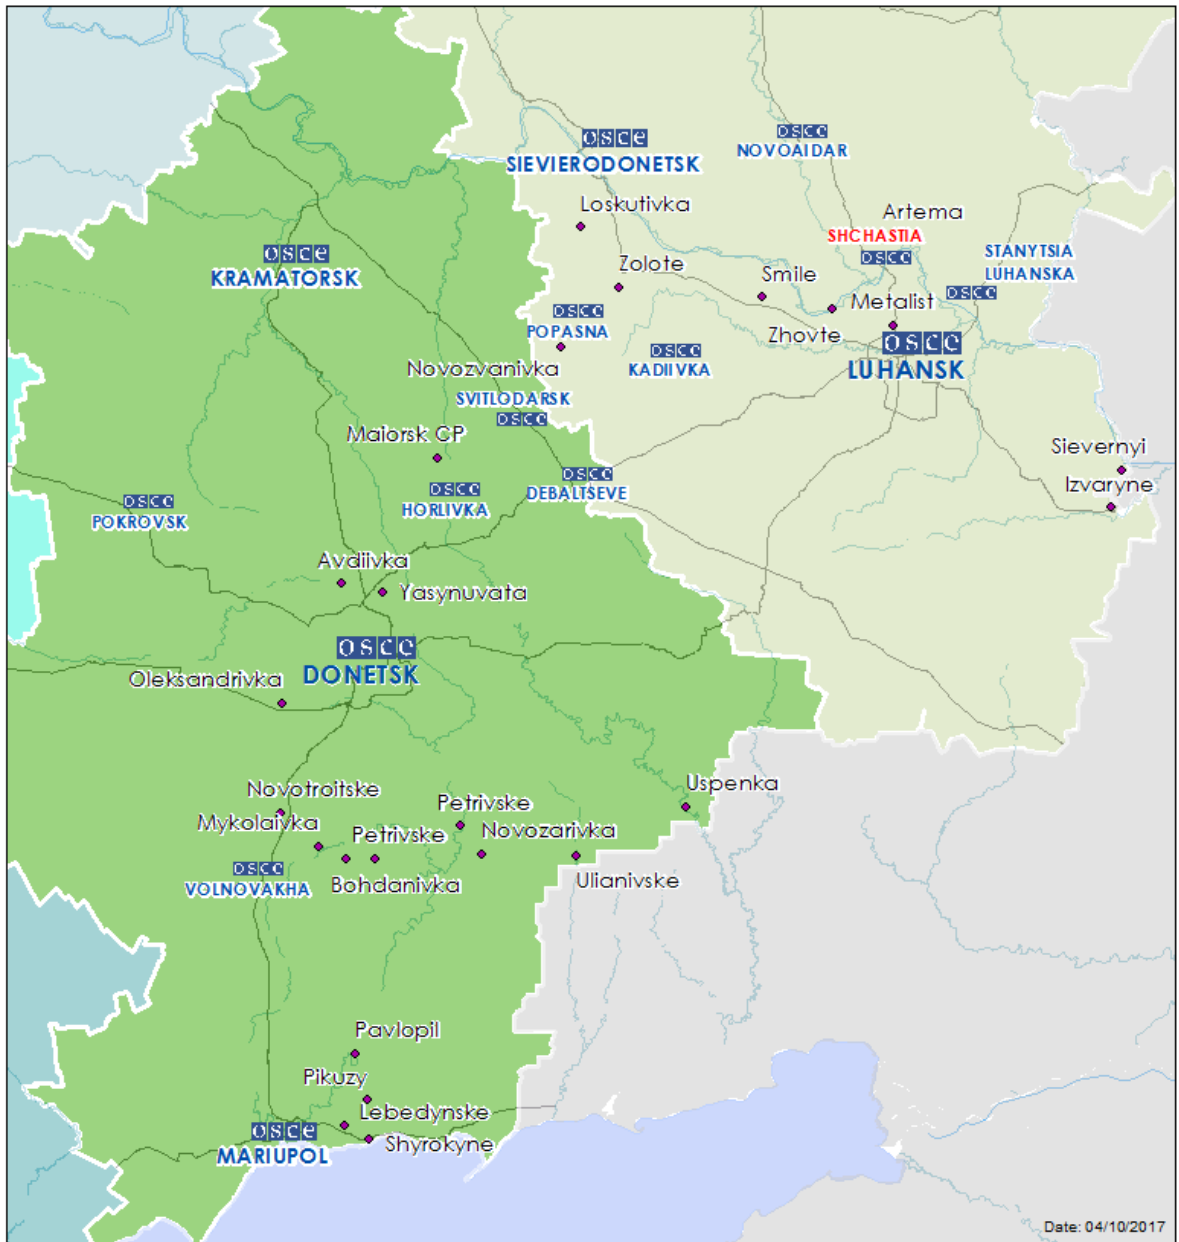 osce
SIEVIERODONETSK
osce
NOVOAIDAR
Loskutivka
Artema
SHCHASTIA
osce
osce
KRAMATORSK
STANYTSIA
LUHANSKA
osce
Zolote
Smile
osce
POPASNA
Metalist
Zhovte
osce
LUHANSK
osce
KADIIVKA
Novozvanivka
SVITLODARSK
osce
Maiorsk CP
Sievernyi
Izvaryne
osce
DEBALTSEVE
osce
HORLIVKA
osce
POKROVSK
Avdiivka
Yasynuvata
osce
DONETSK
Oleksandrivka
Uspenka
Novotroitske
Petrivske
Mykolaivka
Petrivske
Novozarivka
osce
VOLNOVAKHA
Bohdanivka
Ulianivske
Pavlopil
Pikuzy
Lebedynske
osce
MARIUPOL
Shyrokyne
Date: 04/10/2017